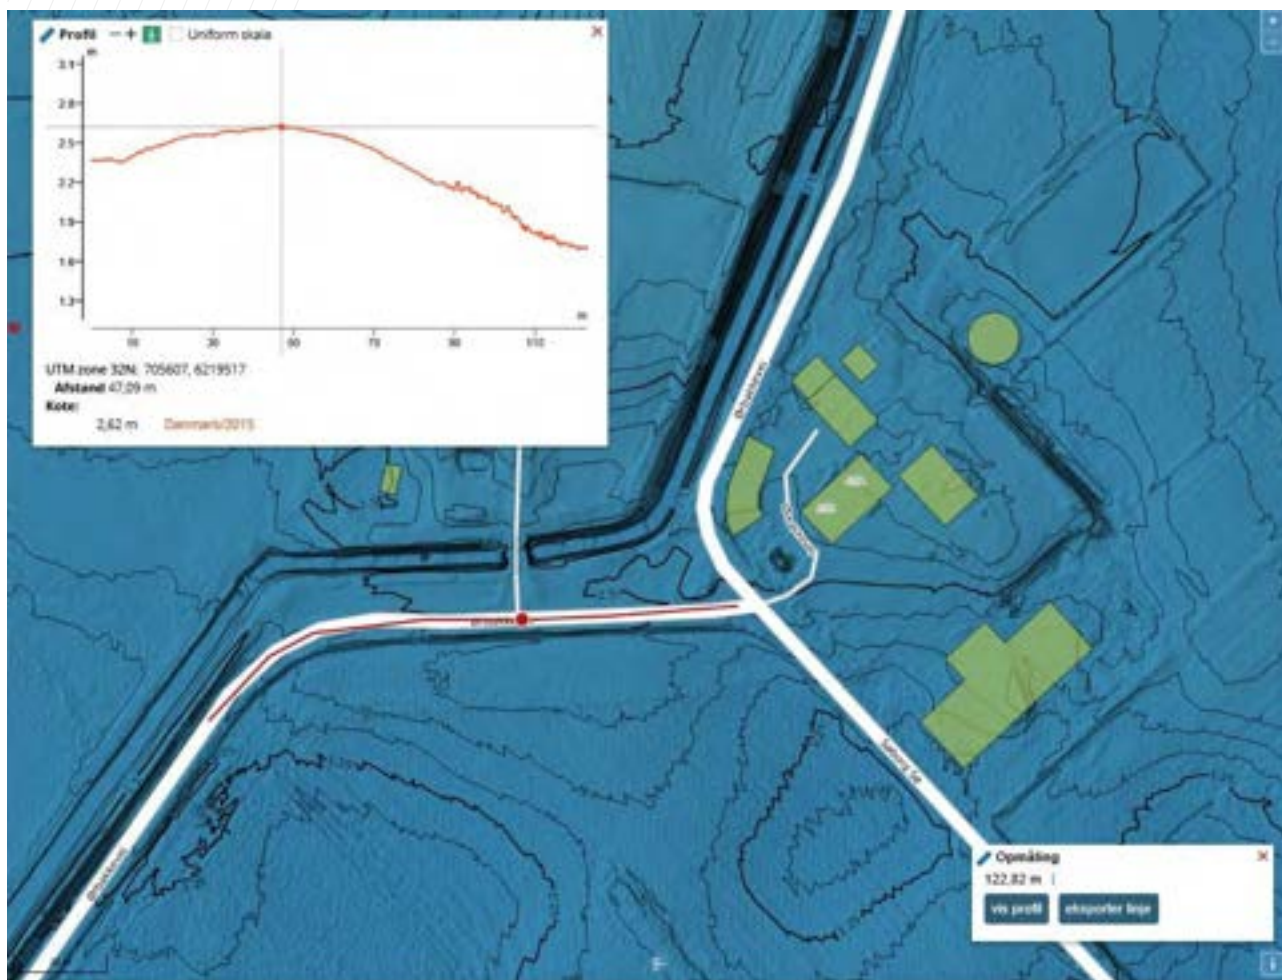 Profil
Uniform skala
m
3.1
2.8
2.5
2.2
1.9
1.6
1.3
m
10
30
50
70
90
110
UTM zone 32N: 705607, 6219517
Afstand 47,09 m
Kote:
2,62 m Danmark/2015
Opmåling
122,82 m
vis profil
eksporter linje